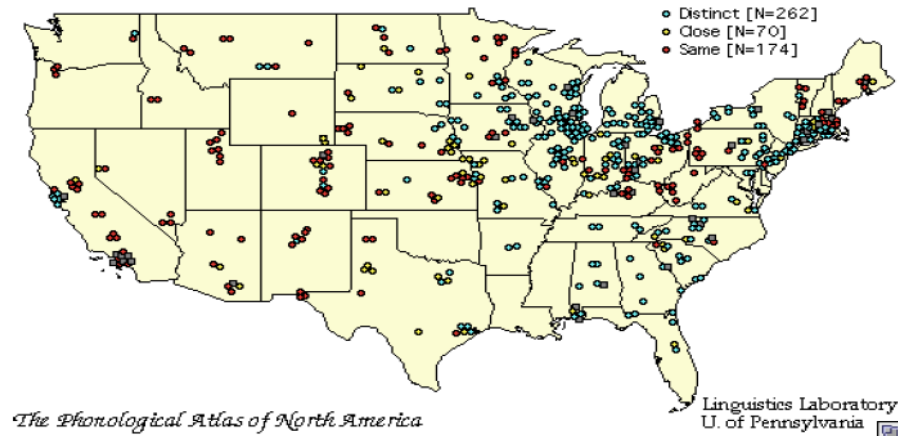 Distinct [N=262]
Close [N=70]
Same [N=174]
The Phonological Atlas of North America
Linguistics Laboratory
U. of Pennsylvania